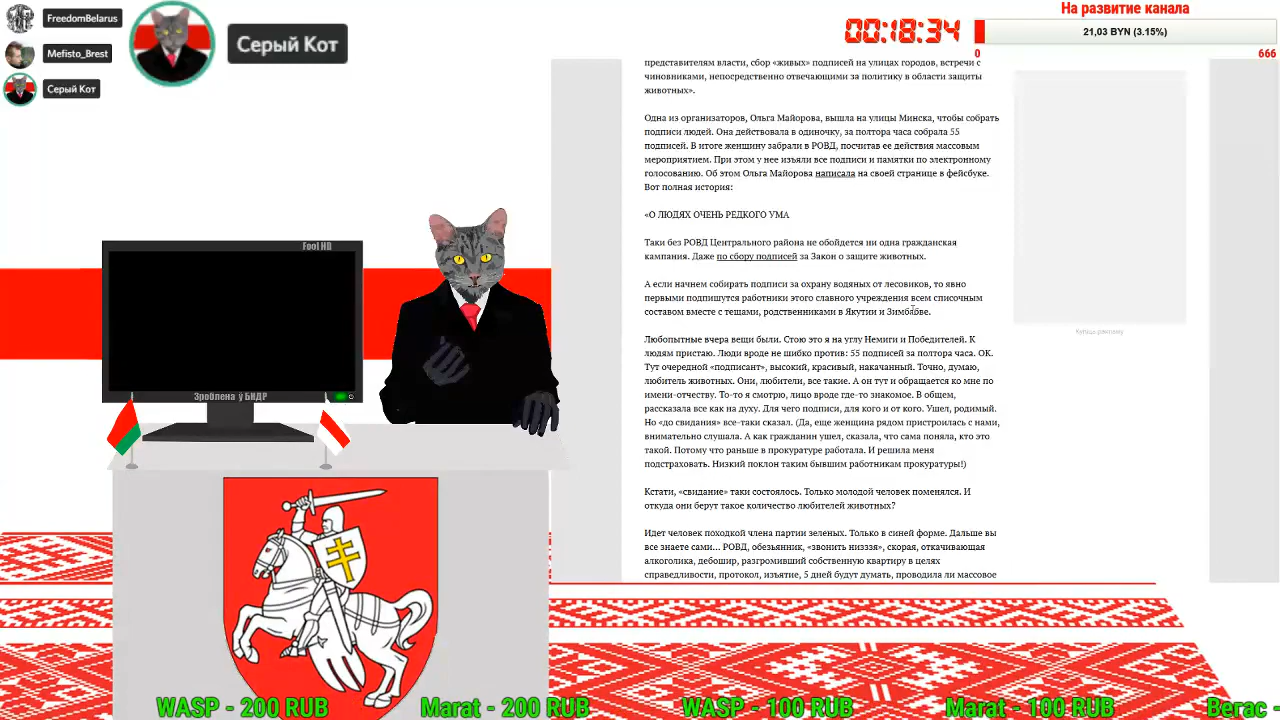 FreedomBelarus
Mefisto_Brest
Серый Кот
Серый Кот
00:18:34
На развитие канала
21,03 BYN (3.15%)
0
666
представителям власти, сбор «живых» подписей на улицах городов, встречи с
чиновниками, непосредственно отвечающими за политику в области защиты
животных».
Одна из организаторов, Ольга Майорова, вышла на улицы Минска, чтобы собрать
подписи людей. Она действовала в одиночку, за полтора часа собрала 55
подписей. В итоге женщину забрали в РОВД, посчитав ее действия массовым
мероприятием. При этом у нее изъяли все подписи и памятки по электронному
голосованию. Об этом Ольга Майорова написала на своей странице в фейсбуке.
Вот полная история:
«О ЛЮДЯХ ОЧЕНЬ РЕДКОГО УМА
Таки без РОВД Центрального района не обойдется ни одна гражданская
кампания. Даже по сбору подписей за Закон о защите животных.
А если начнем собирать подписи за охрану водяных от лесовиков, то явно
первыми подпишутся работники этого славного учреждения всем списочным
составом вместе с тещами, родственниками в Якутии и Зимбабве.
Любопытные вчера вещи были. Стою это я на углу Немиги и Победителей. К
людям пристаю. Люди вроде не шибко против: 55 подписей за полтора часа. ОК.
Тут очередной «подписант», высокий, красивый, накачанный. Точно, думаю,
любитель животных. Они, любители, все такие. А он тут и обращается ко мне по
имени-отчеству. То-то я смотрю, лицо вроде где-то знакомое. В общем,
рассказала все как на духу. Для чего подписи, для кого и от кого. Ушел, родимый.
Но «до свидания» все-таки сказал. (Да, еще женщина рядом пристроилась с нами,
внимательно слушала. А как гражданин ушел, сказала, что сама поняла, кто это
такой. Потому что раньше в прокуратуре работала. И решила меня
подстраховать. Низкий поклон таким бывшим работникам прокуратуры!)
Кстати, «свидание» таки состоялось. Только молодой человек поменялся. И
откуда они берут такое количество любителей животных?
Идет человек походкой члена партии зеленых. Только в синей форме. Дальше вы
все знаете сами... РОВД, обезьянник, «звонить низззя», скорая, откачивающая
алкоголика, дебошир, разгромивший собственную квартиру в целях
справедливости, протокол, изъятие, 5 дней будут думать, проводила ли массовое
Купіць рэкламу
Fool HD
Зроблена ў БНДР
WASP - 200 RUB
Marat - 200 RUB
WASP - 100 RUB
Marat - 100 RUB
Berac -